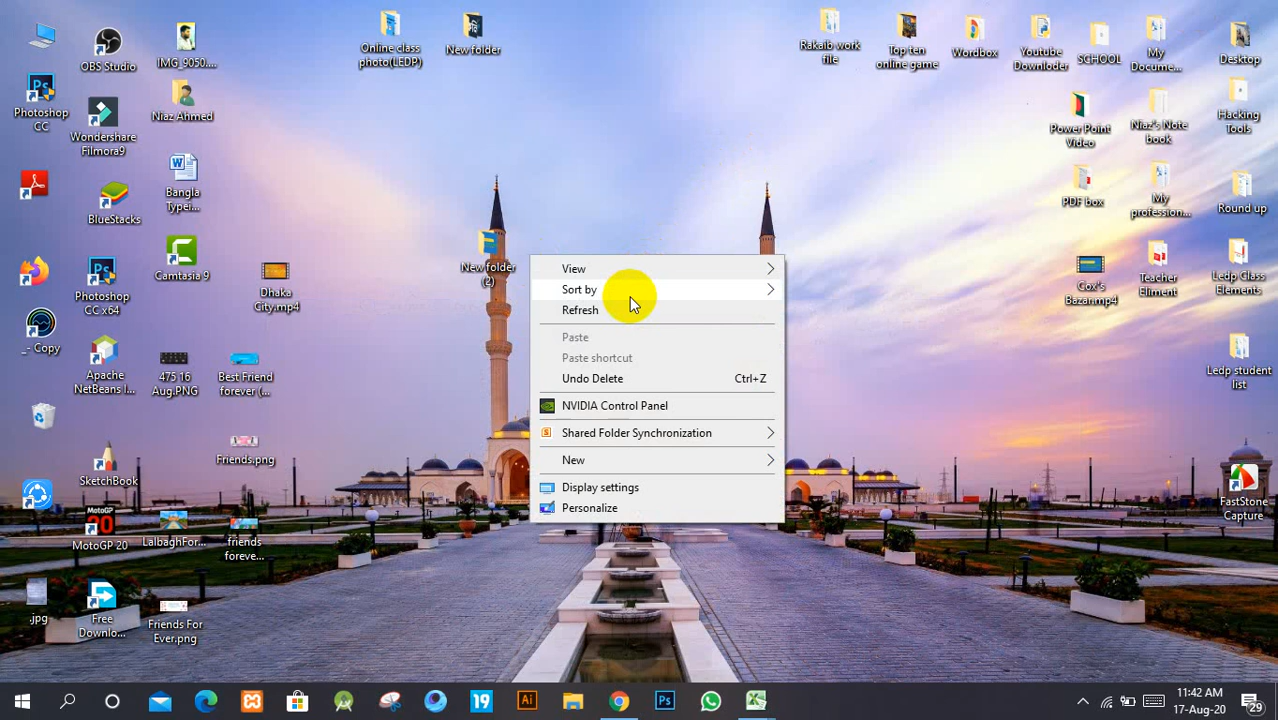 OBS Studio
IMG_9050....
Online class
photo(LEDP)
New folder
Rakaib work
file
Top ten
online game
Wordbox
Youtube
Downloder
SCHOOL
My
Docume...
Desktop
Photoshop
CC
Wondershare
Filmora9
Niaz Ahmed
Power Point
Video
Niaz's Note
book
Hacking
Tools
BlueStacks
Bangla
Typei...
PDF box
My
profession...
Round up
Photoshop
CC x64
Camtasia 9
Dhaka
City.mp4
New folder
(2)
Cox's
Bazar.mp4
Teacher
Eliment
Ledp Class
Elements
_- Copy
Apache
NetBeans I...
475 16
Aug.PNG
Best Friend
forever (...
Ledp student
list
SketchBook
Friends.png
FastStone
Capture
MotoGP 20
LalbaghFor...
friends
foreve...
.jpg
Free
Downlo...
Friends For
Ever.png
View
Sort by
Refresh
Paste
Paste shortcut
Undo Delete Ctrl+Z
NVIDIA Control Panel
Shared Folder Synchronization
New
Display settings
Personalize
19
Ai
Ps
11:42 AM
17-Aug-20
29